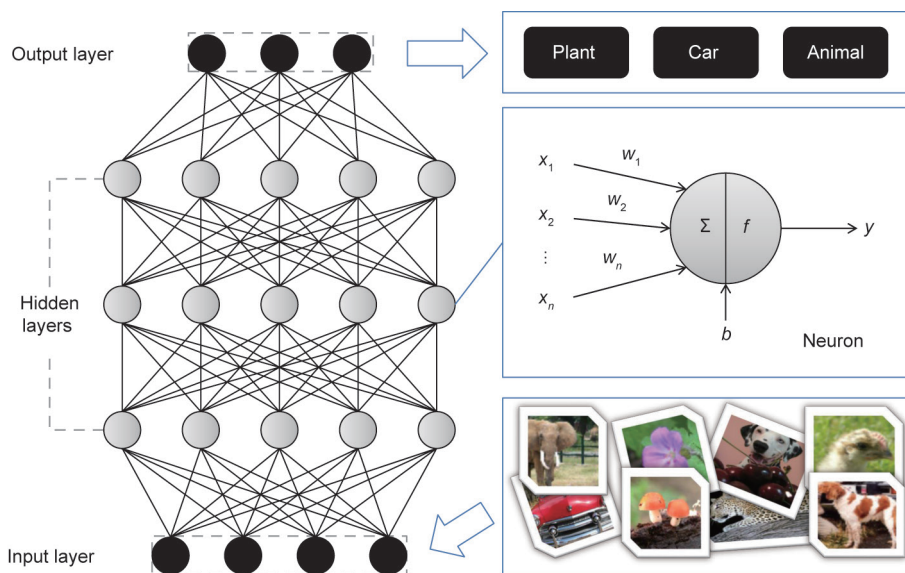 Output layer
Plant
Car
Animal
Hidden
layers
x₁
w₁
x₂
w₂
⋮
wₙ
xₙ
Σ
f
y
b
Neuron
Input layer